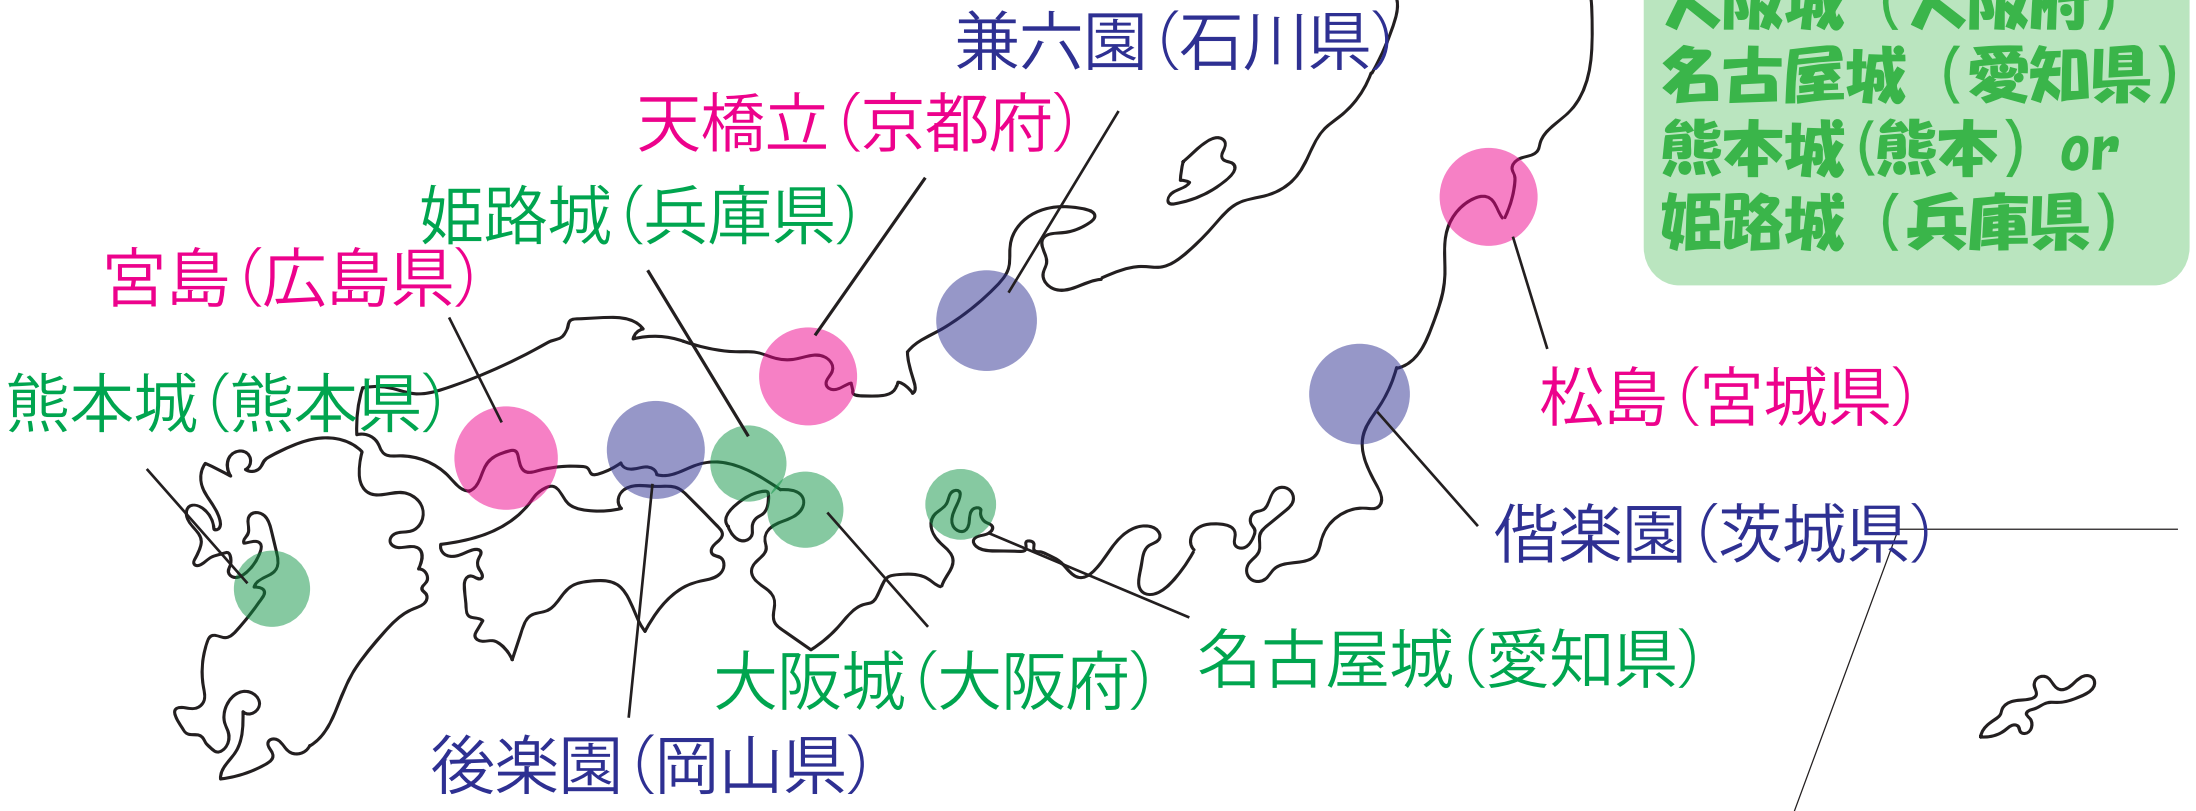 兼六園（石川県）
天橋立（京都府）
姫路城（兵庫県）
宮島（広島県）
熊本城（熊本県）
大阪城（大阪府）
名古屋城（愛知県）
熊本城（熊本）or
姫路城（兵庫県）
松島（宮城県）
偕楽園（茨城県）
名古屋城（愛知県）
大阪城（大阪府）
後楽園（岡山県）